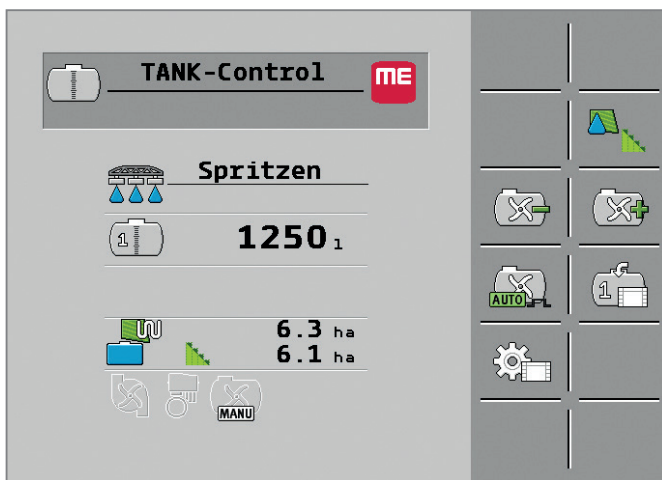 TANK-Control
ME
Spritzen
1 1250 l
6.3 ha
6.1 ha
MANU
AUTO
1